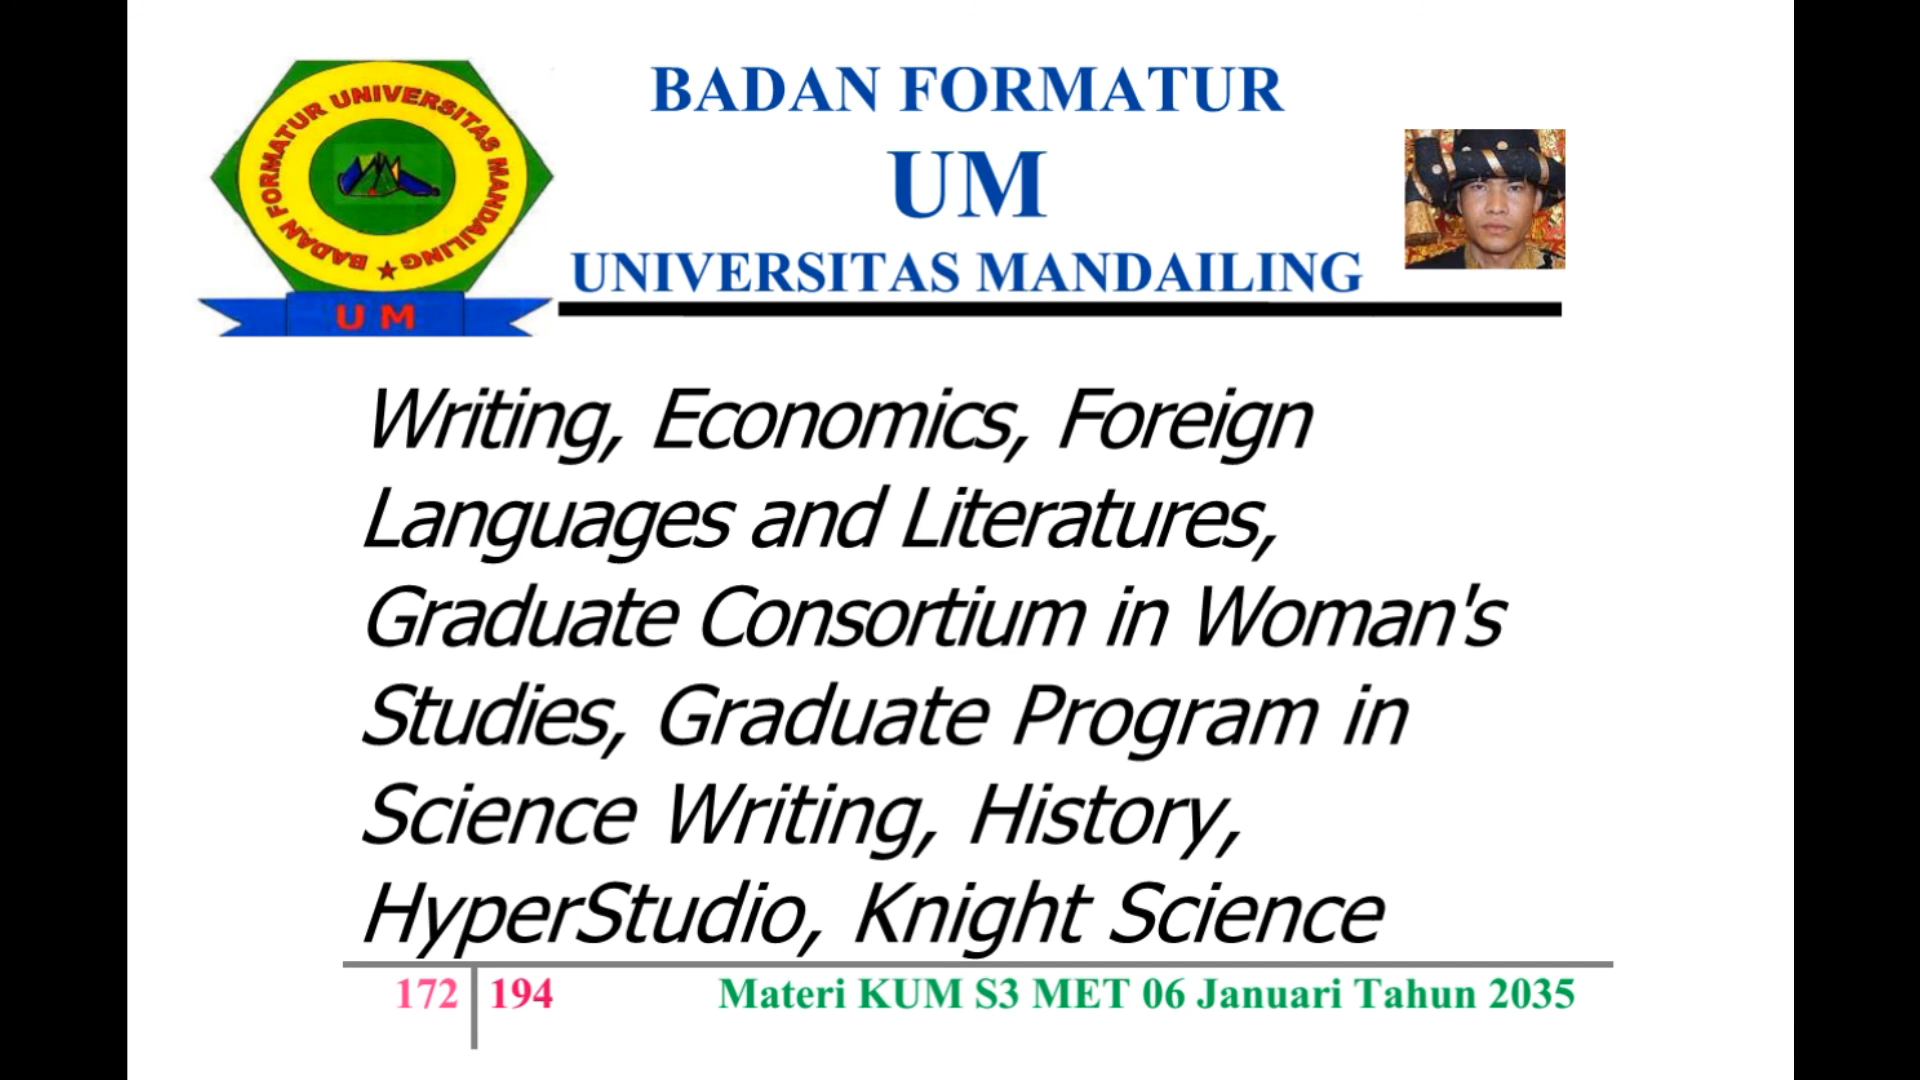 BADAN FORMATUR UNIVERSITAS MANDAILING
UM
BADAN FORMATUR
UM
UNIVERSITAS MANDAILING
Writing, Economics, Foreign
Languages and Literatures,
Graduate Consortium in Woman's
Studies, Graduate Program in
Science Writing, History,
HyperStudio, Knight Science
172 194 Materi KUM S3 MET 06 Januari Tahun 2035